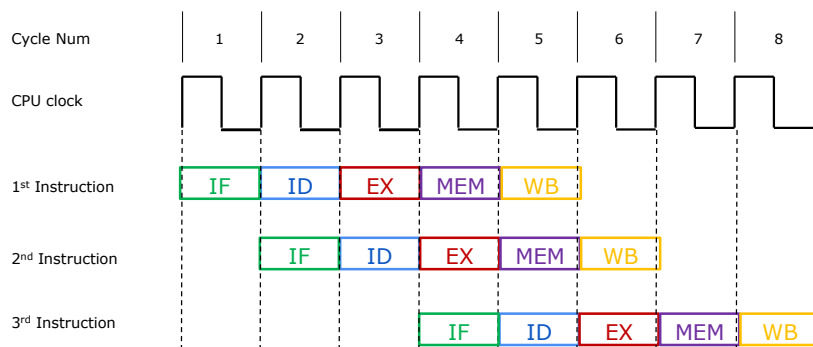 Cycle Num 1 2 3 4 5 6 7 8
CPU clock
1st Instruction IF ID EX MEM WB
2nd Instruction IF ID EX MEM WB
3rd Instruction IF ID EX MEM WB